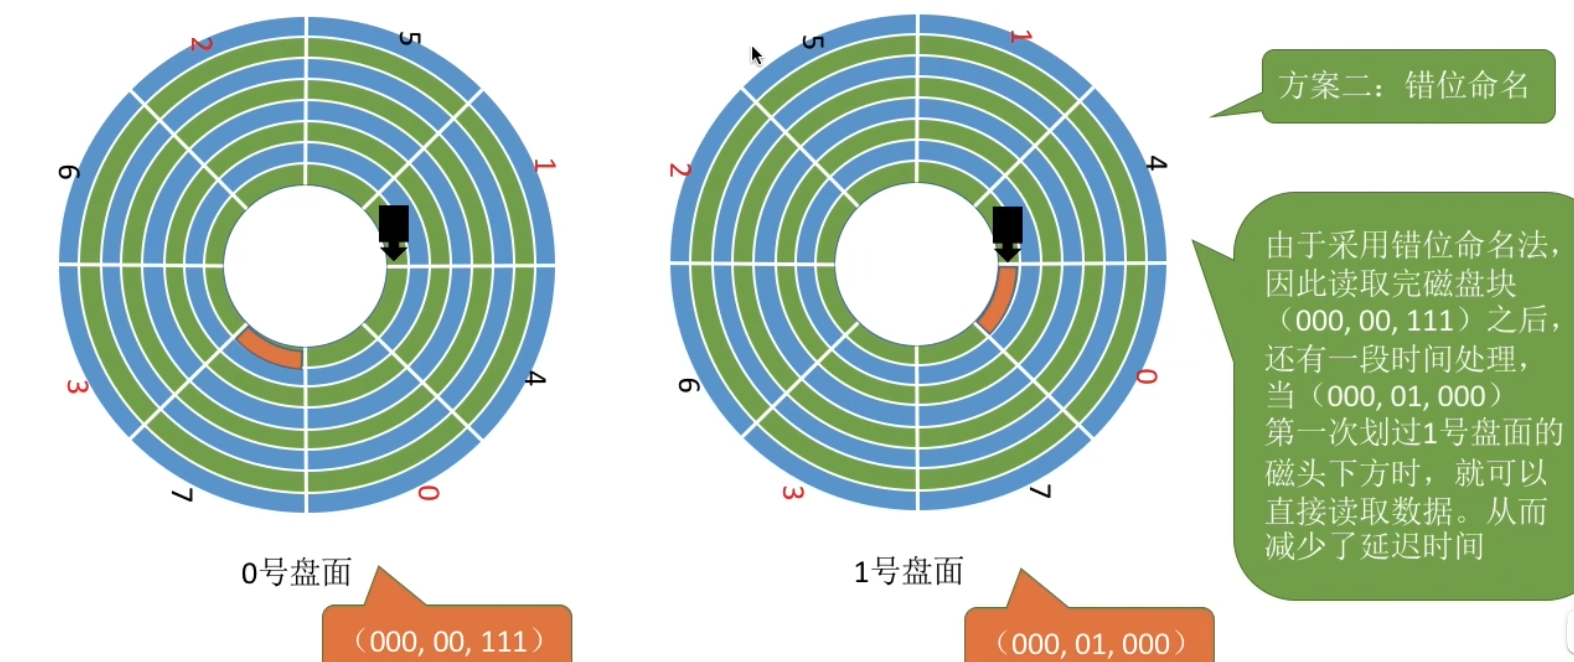 2
5
1
6
3
4
7
0
0号盘面
（000, 00, 111）
5
1
2
4
6
0
3
7
1号盘面
（000, 01, 000）
方案二：错位命名
由于采用错位命名法，
因此读取完磁盘块
（000, 00, 111）之后，
还有一段时间处理，
当（000, 01, 000）
第一次划过1号盘面的
磁头下方时，就可以
直接读取数据。从而
减少了延迟时间